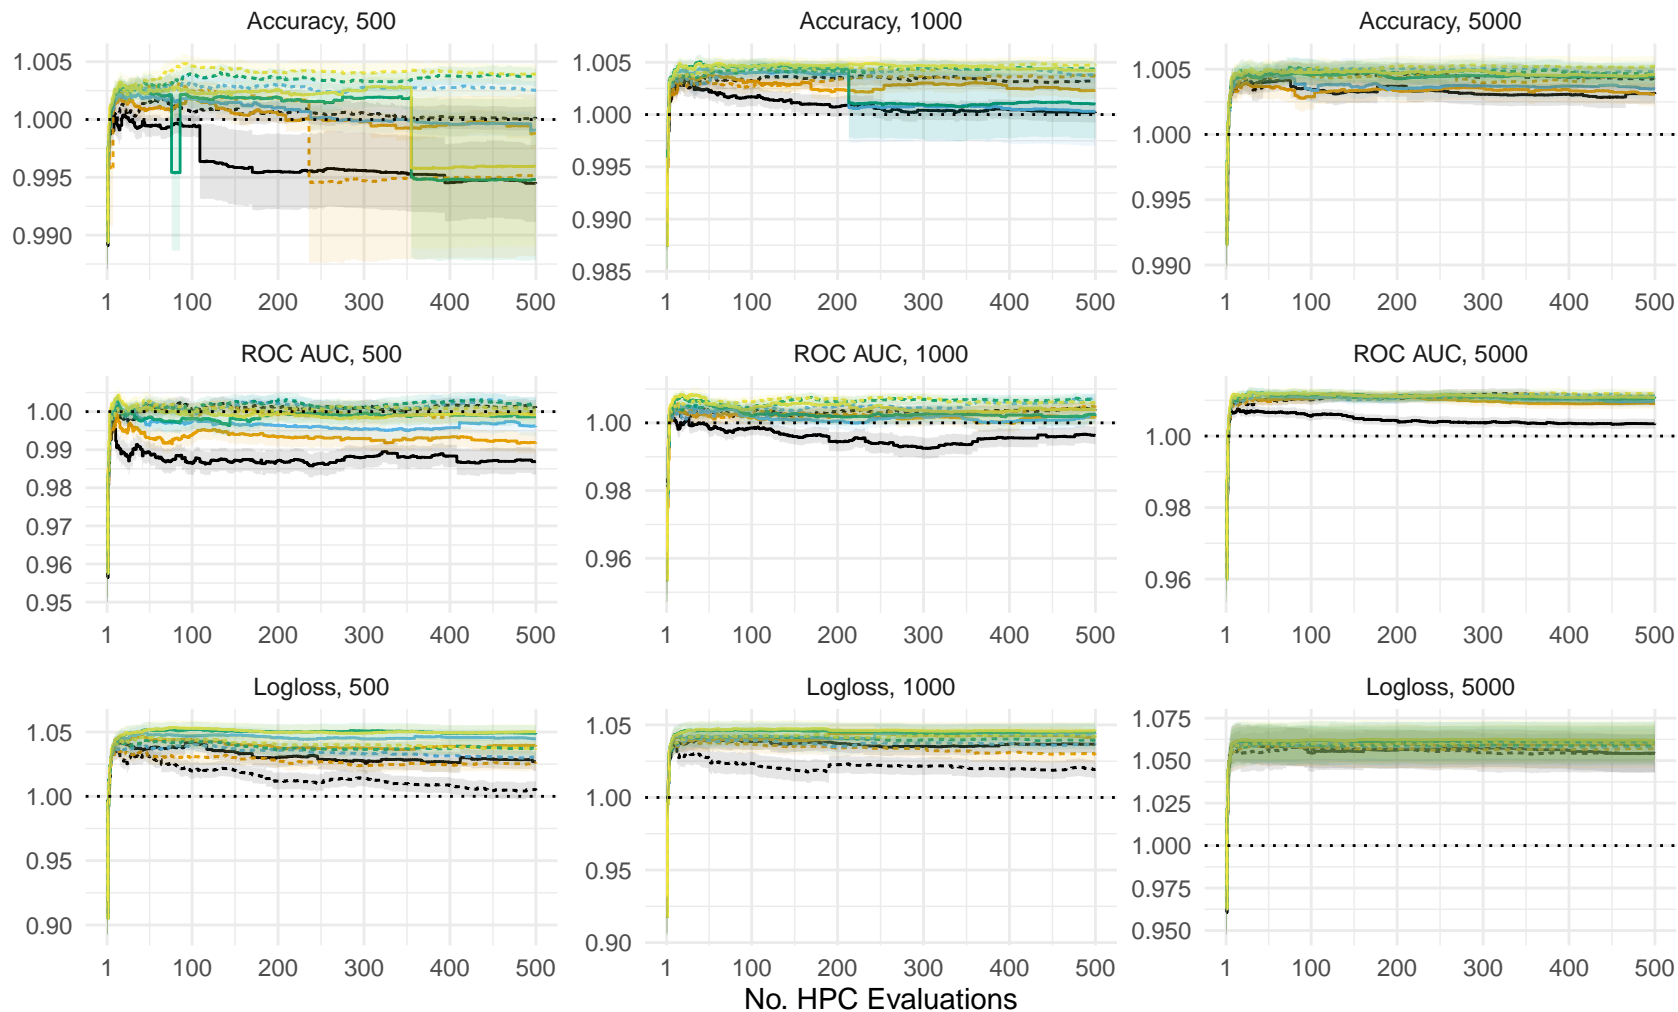 Accuracy, 500
Accuracy, 1000
Accuracy, 5000
1.005
1.000
0.995
0.990
1.005
1.000
0.995
0.990
0.985
1.005
1.000
0.995
0.990
1 100 200 300 400 500
1 100 200 300 400 500
1 100 200 300 400 500
ROC AUC, 500
ROC AUC, 1000
ROC AUC, 5000
1.00
0.99
0.98
0.97
0.96
0.95
1.00
0.98
0.96
1.00
0.98
0.96
1 100 200 300 400 500
1 100 200 300 400 500
1 100 200 300 400 500
Logloss, 500
Logloss, 1000
Logloss, 5000
1.05
1.00
0.95
0.90
1.05
1.00
0.95
0.90
1.075
1.050
1.025
1.000
0.975
0.950
1 100 200 300 400 500
1 100 200 300 400 500
1 100 200 300 400 500
No. HPC Evaluations